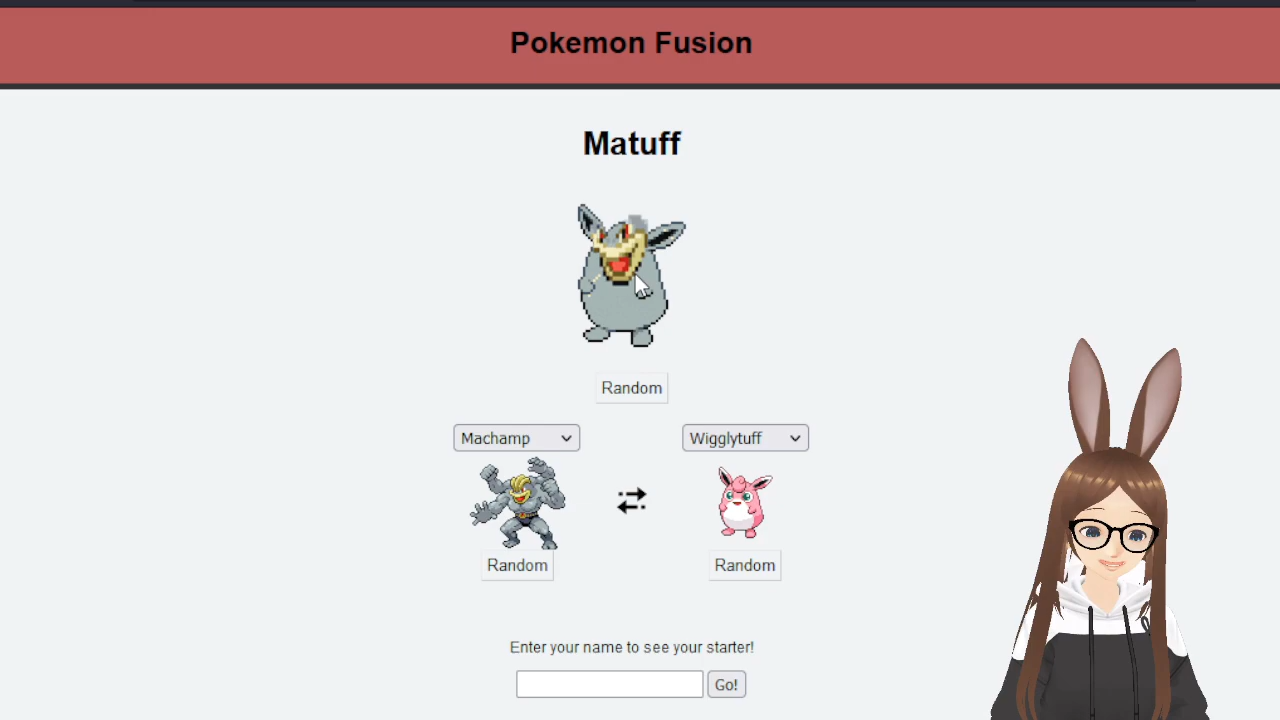 Pokemon Fusion
Matuff
Random
Machamp Wigglytuff
Random Random
Enter your name to see your starter!
Go!